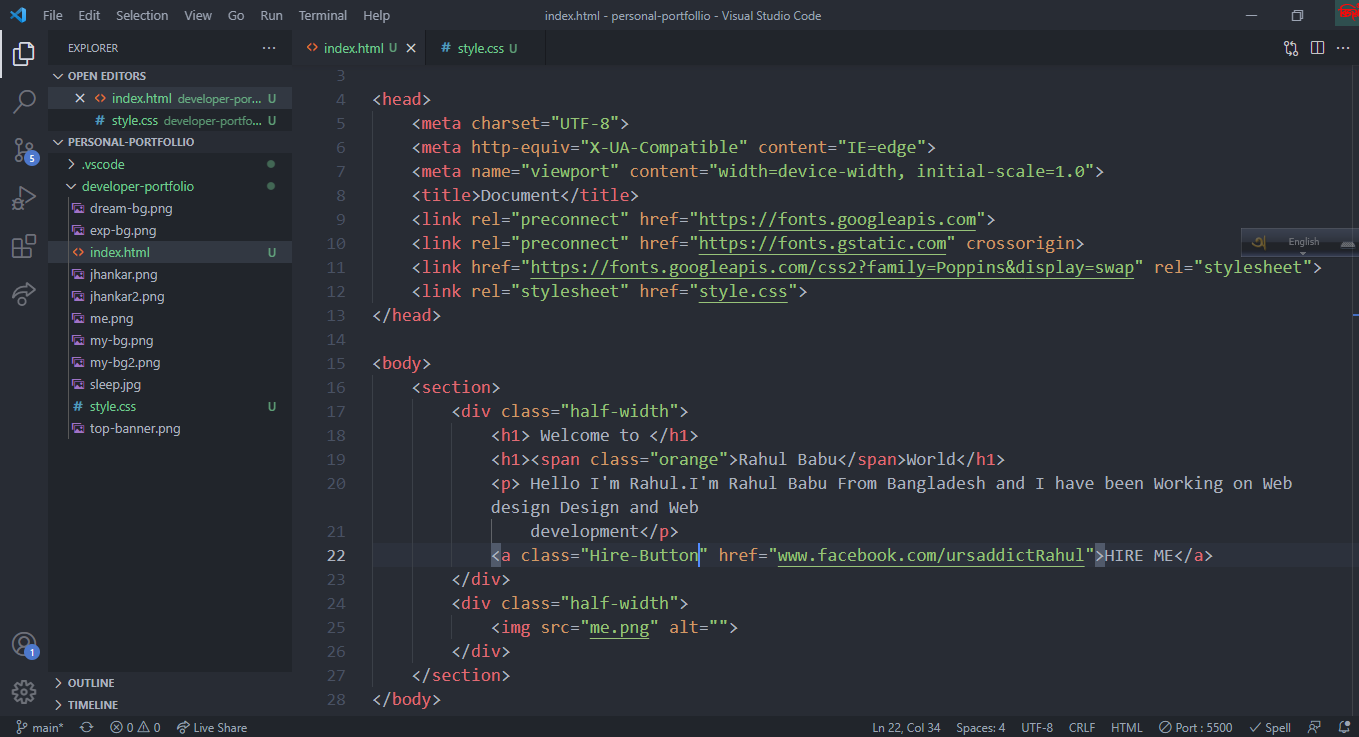 File Edit Selection View Go Run Terminal Help index.html - personal-portfollio - Visual Studio Code
EXPLORER
OPEN EDITORS
index.html developer-por... U
style.css developer-portfo... U
PERSONAL-PORTFOLLIO
.vscode
developer-portfolio
dream-bg.png
exp-bg.png
index.html U
jhankar.png
jhankar2.png
me.png
my-bg.png
my-bg2.png
sleep.jpg
style.css U
top-banner.png
OUTLINE
TIMELINE
5
1
index.html U
style.css U
3
4 <head>
5 <meta charset="UTF-8">
6 <meta http-equiv="X-UA-Compatible" content="IE=edge">
7 <meta name="viewport" content="width=device-width, initial-scale=1.0">
8 <title>Document</title>
9 <link rel="preconnect" href="https://fonts.googleapis.com">
10 <link rel="preconnect" href="https://fonts.gstatic.com" crossorigin>
11 <link href="https://fonts.googleapis.com/css2?family=Poppins&display=swap" rel="stylesheet">
12 <link rel="stylesheet" href="style.css">
13 </head>
14
15 <body>
16 <section>
17 <div class="half-width">
18 <h1> Welcome to </h1>
19 <h1><span class="orange">Rahul Babu</span>World</h1>
20 <p> Hello I'm Rahul.I'm Rahul Babu From Bangladesh and I have been Working on Web
design Design and Web
21 development</p>
22 <a class="Hire-Button" href="www.facebook.com/ursaddictRahul">HIRE ME</a>
23 </div>
24 <div class="half-width">
25 <img src="me.png" alt="">
26 </div>
27 </section>
28 </body>
অ English
main* 0 0 Live Share Ln 22, Col 34 Spaces: 4 UTF-8 CRLF HTML Port : 5500 Spell